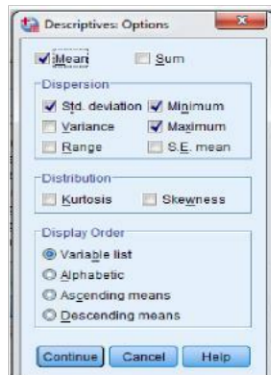 Descriptives: Options
Mean Sum
Dispersion
Std. deviation Minimum
Variance Maximum
Range S.E. mean
Distribution
Kurtosis Skewness
Display Order
Variable list
Alphabetic
Ascending means
Descending means
Continue Cancel Help